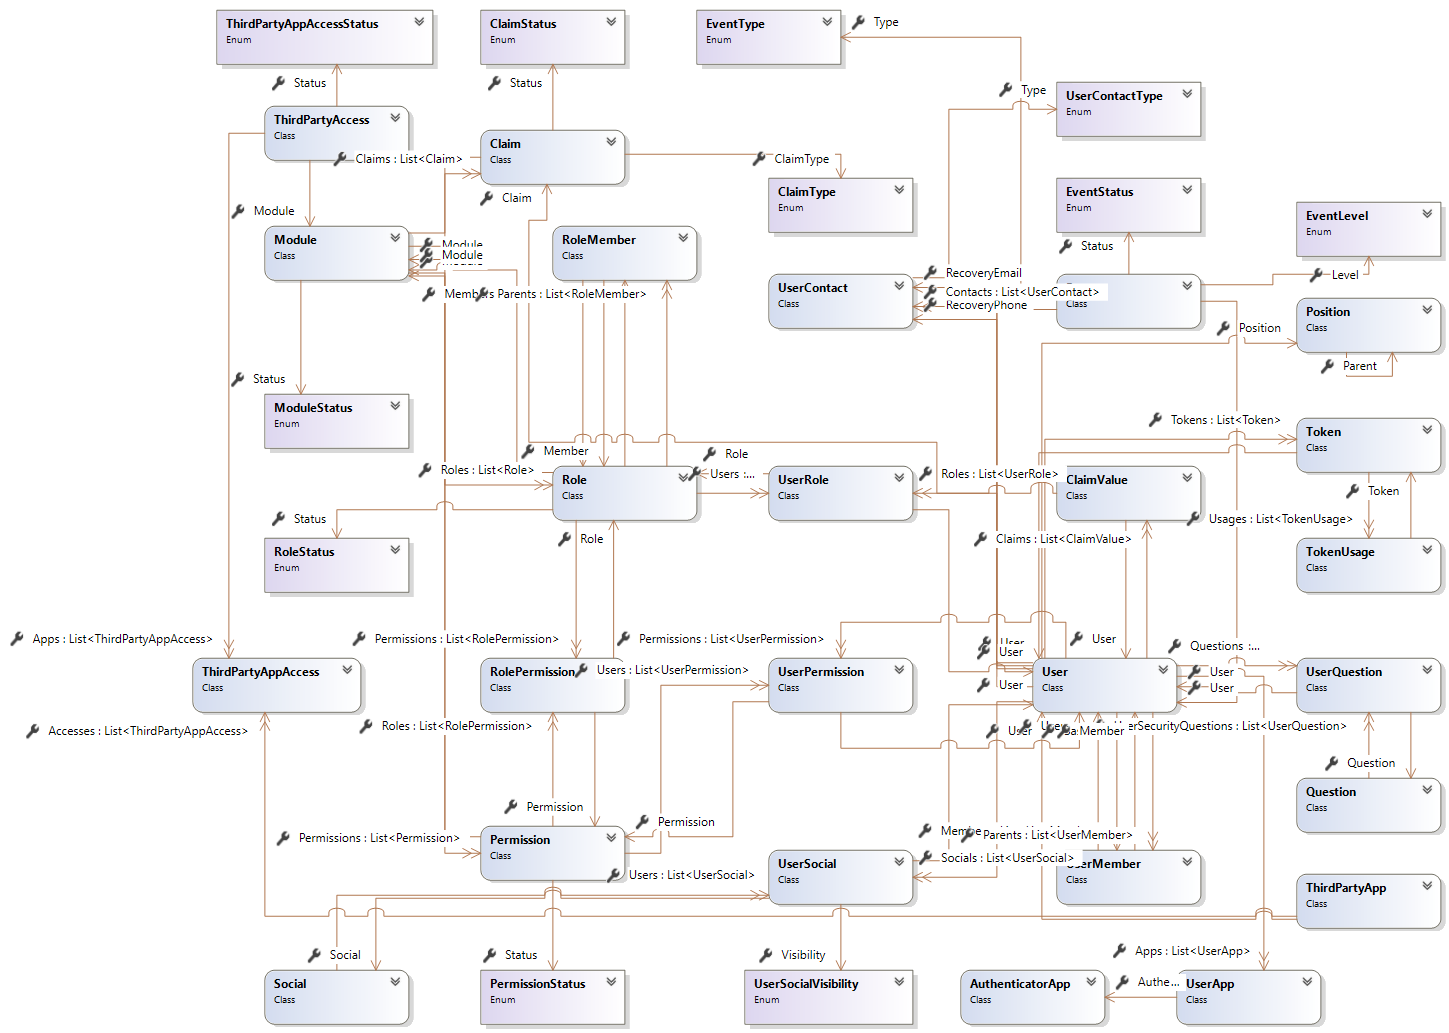 ThirdPartyAppAccessStatus
Enum
ClaimStatus
Enum
EventType
Enum
Type
Status
Status
Type
UserContactType
Enum
ThirdPartyAccess
Class
Claim
Class
Claims : List<Claim>
ClaimType
ClaimType
Enum
EventStatus
Enum
Claim
Module
EventLevel
Enum
Module
Class
Module
Module
RoleMember
Class
Status
UserContact
Class
RecoveryEmail
Contacts : List<UserContact>
RecoveryPhone
Class
Level
Members
Parents : List<RoleMember>
Position
Class
Position
Parent
Status
ModuleStatus
Enum
Tokens : List<Token>
Token
Class
Member
Role
Roles : List<Role>
Role
Class
Users :...
UserRole
Class
Roles : List<UserRole>
ClaimValue
Class
Token
Status
Usages : List<TokenUsage>
RoleStatus
Enum
Role
Claims : List<ClaimValue>
TokenUsage
Class
Apps : List<ThirdPartyAppAccess>
Permissions : List<RolePermission>
Permissions : List<UserPermission>
User
User
User
Questions :...
ThirdPartyAppAccess
Class
RolePermission
Class
Users : List<UserPermission>
UserPermission
Class
User
User
Class
User
User
UserQuestion
Class
Accesses : List<ThirdPartyAppAccess>
Roles : List<RolePermission>
User
Member
erSecurityQuestions : List<UserQuestion>
Question
Question
Class
Permission
Permission
Permissions : List<Permission>
Permission
Class
Parents : List<UserMember>
Users : List<UserSocial>
UserSocial
Class
Socials : List<UserSocial>
UserMember
Class
ThirdPartyApp
Class
Social
Status
Visibility
Apps : List<UserApp>
Social
Class
PermissionStatus
Enum
UserSocialVisibility
Enum
AuthenticatorApp
Class
Authe...
UserApp
Class